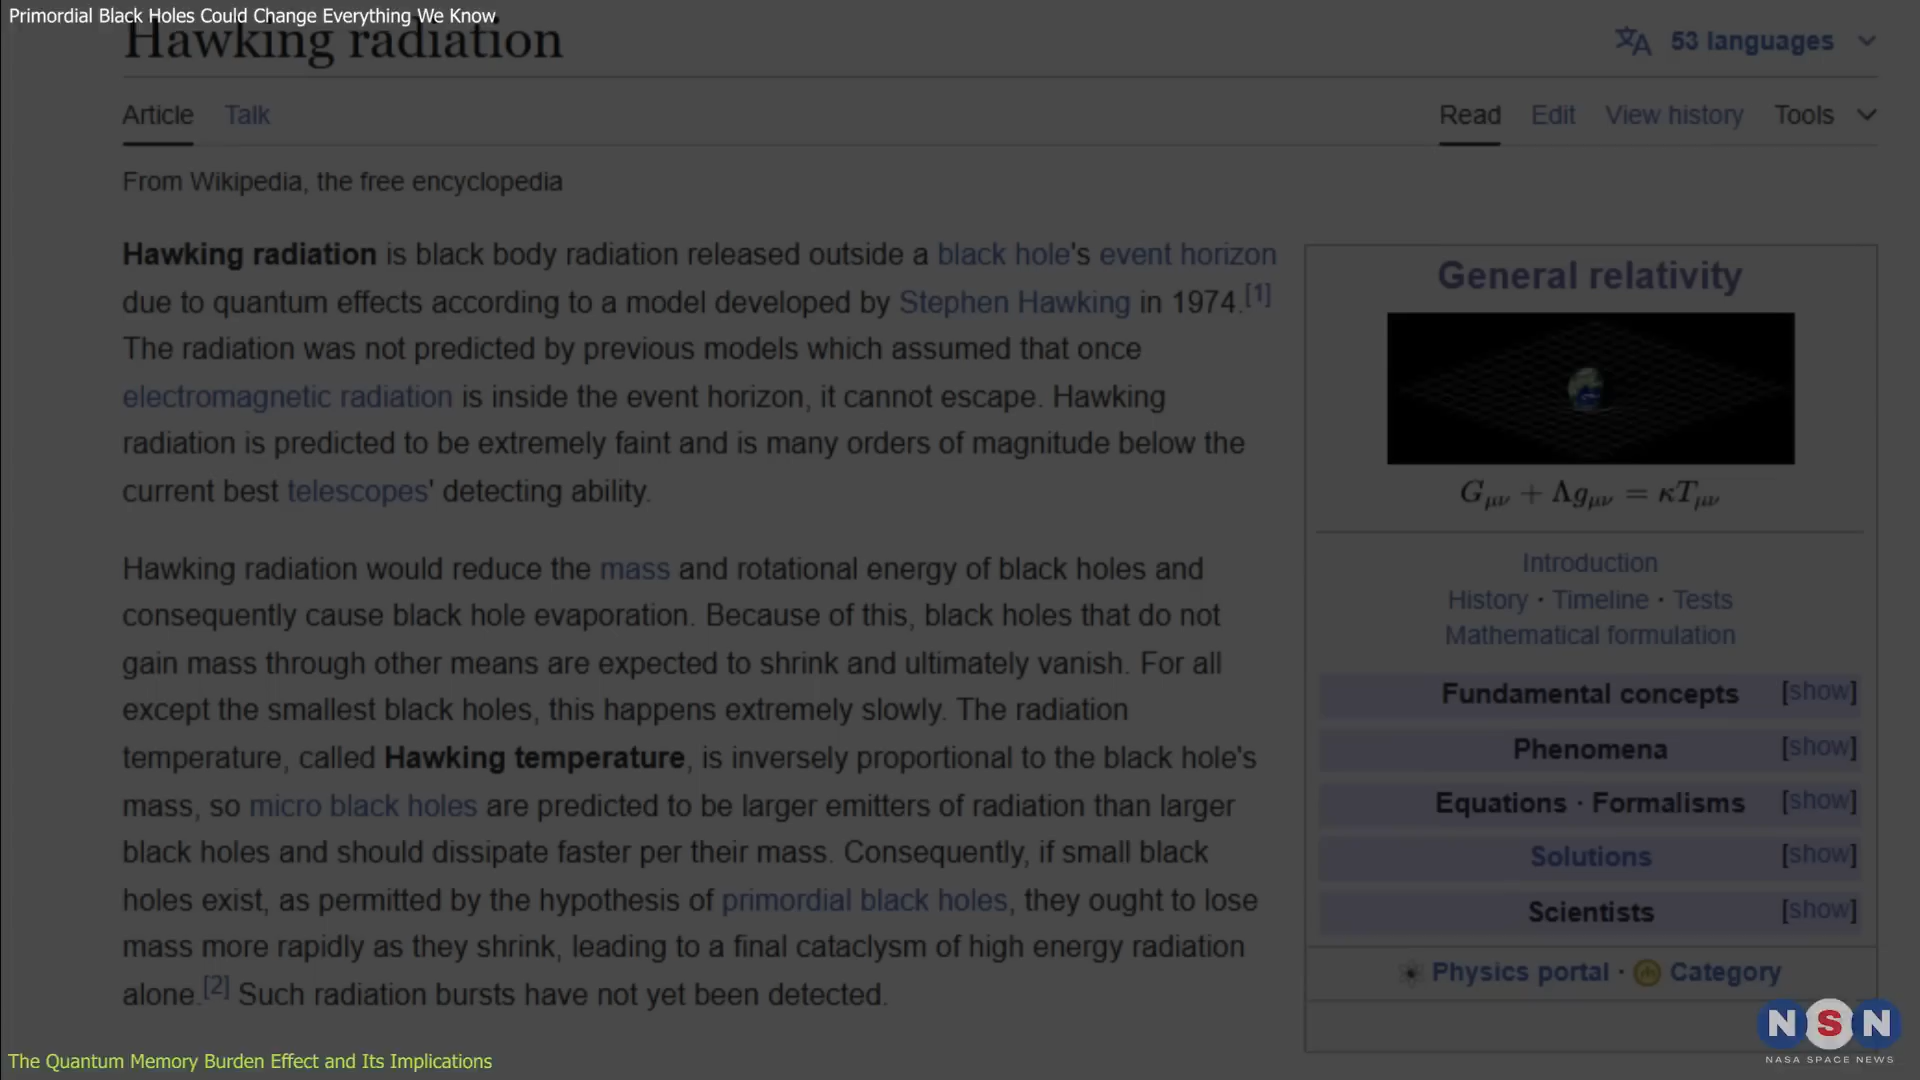 Primordial Black Holes Could Change Everything We Know
Hawking radiation
53 languages
Article Talk
Read Edit View history Tools
From Wikipedia, the free encyclopedia
Hawking radiation is black body radiation released outside a black hole's event horizon
due to quantum effects according to a model developed by Stephen Hawking in 1974.[1]
The radiation was not predicted by previous models which assumed that once
electromagnetic radiation is inside the event horizon, it cannot escape. Hawking
radiation is predicted to be extremely faint and is many orders of magnitude below the
current best telescopes' detecting ability.
Hawking radiation would reduce the mass and rotational energy of black holes and
consequently cause black hole evaporation. Because of this, black holes that do not
gain mass through other means are expected to shrink and ultimately vanish. For all
except the smallest black holes, this happens extremely slowly. The radiation
temperature, called Hawking temperature, is inversely proportional to the black hole's
mass, so micro black holes are predicted to be larger emitters of radiation than larger
black holes and should dissipate faster per their mass. Consequently, if small black
holes exist, as permitted by the hypothesis of primordial black holes, they ought to lose
mass more rapidly as they shrink, leading to a final cataclysm of high energy radiation
alone.[2] Such radiation bursts have not yet been detected.
General relativity
Gμν + Λgμν = κTμν
Introduction
History · Timeline · Tests
Mathematical formulation
Fundamental concepts [show]
Phenomena [show]
Equations · Formalisms [show]
Solutions [show]
Scientists [show]
Physics portal · Category
NSN
NASA SPACE NEWS
The Quantum Memory Burden Effect and Its Implications